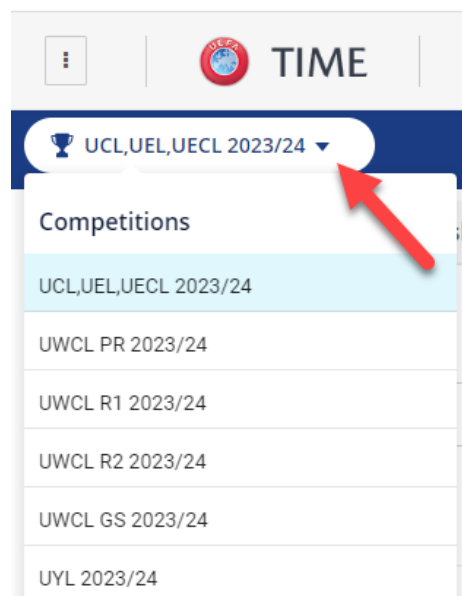 UEFA
TIME
UCL,UEL,UECL 2023/24
Competitions
UCL,UEL,UECL 2023/24
UWCL PR 2023/24
UWCL R1 2023/24
UWCL R2 2023/24
UWCL GS 2023/24
UYL 2023/24